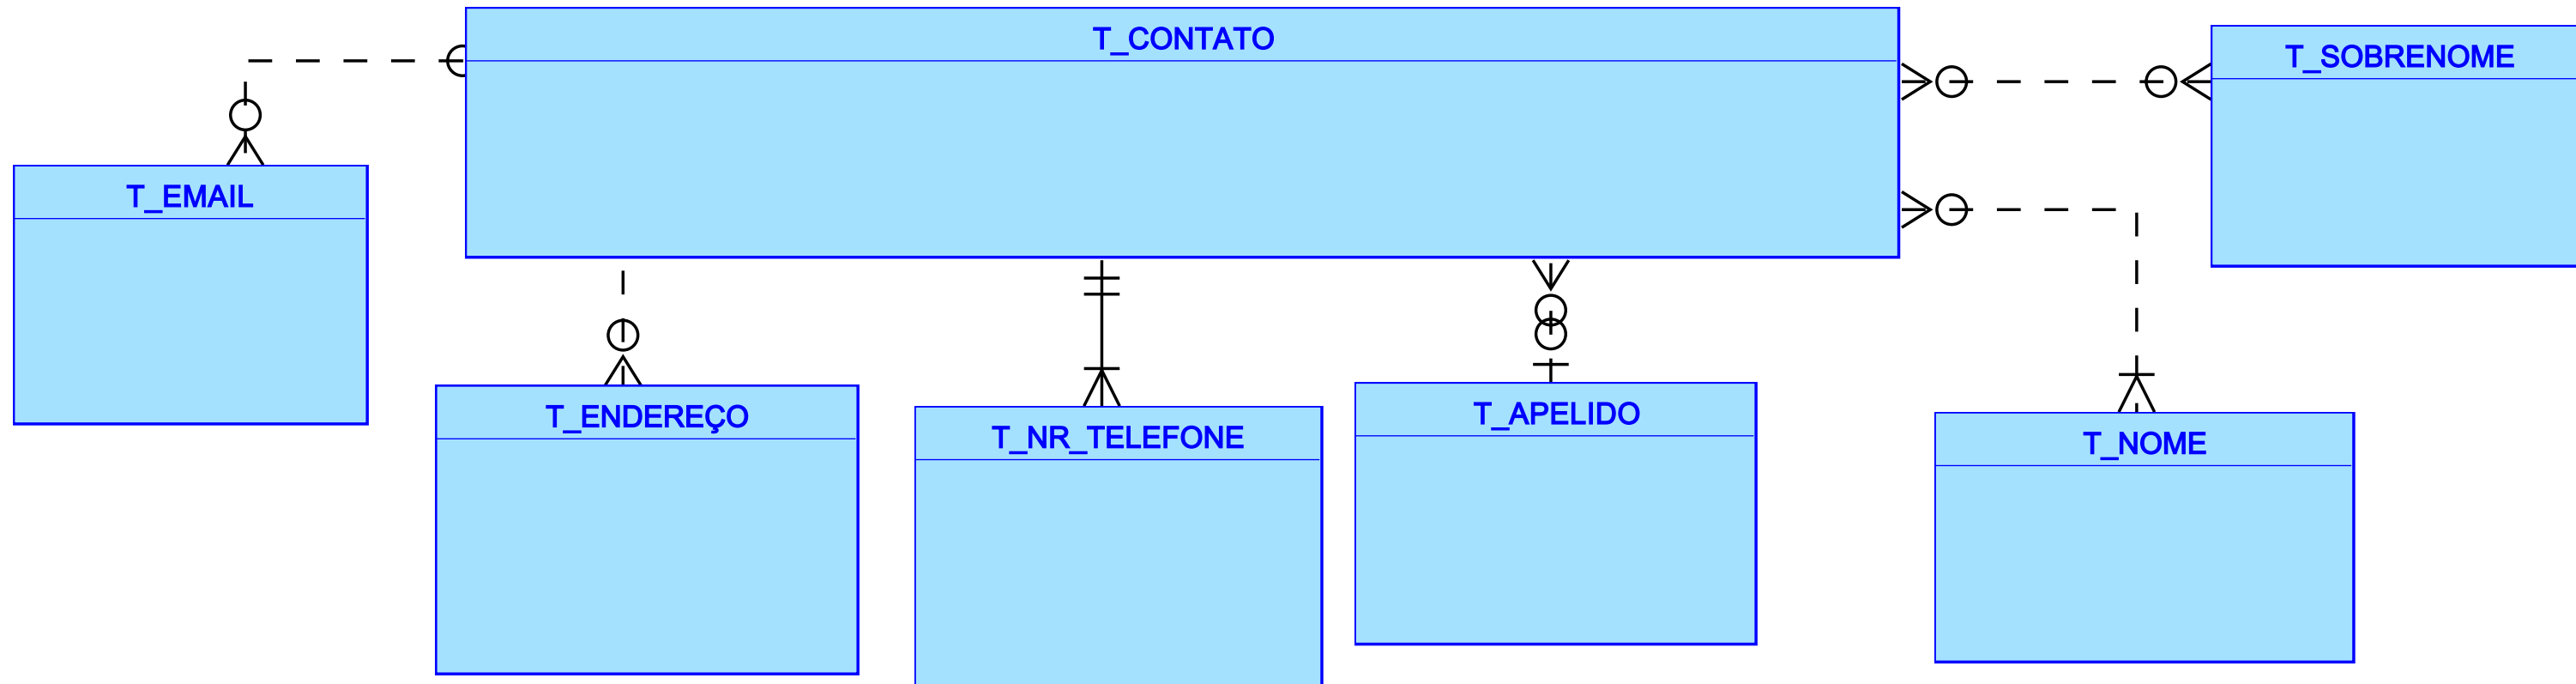 T_CONTATO
T_SOBRENOME
T_EMAIL
T_ENDEREÇO
T_NR_TELEFONE
T_APELIDO
T_NOME